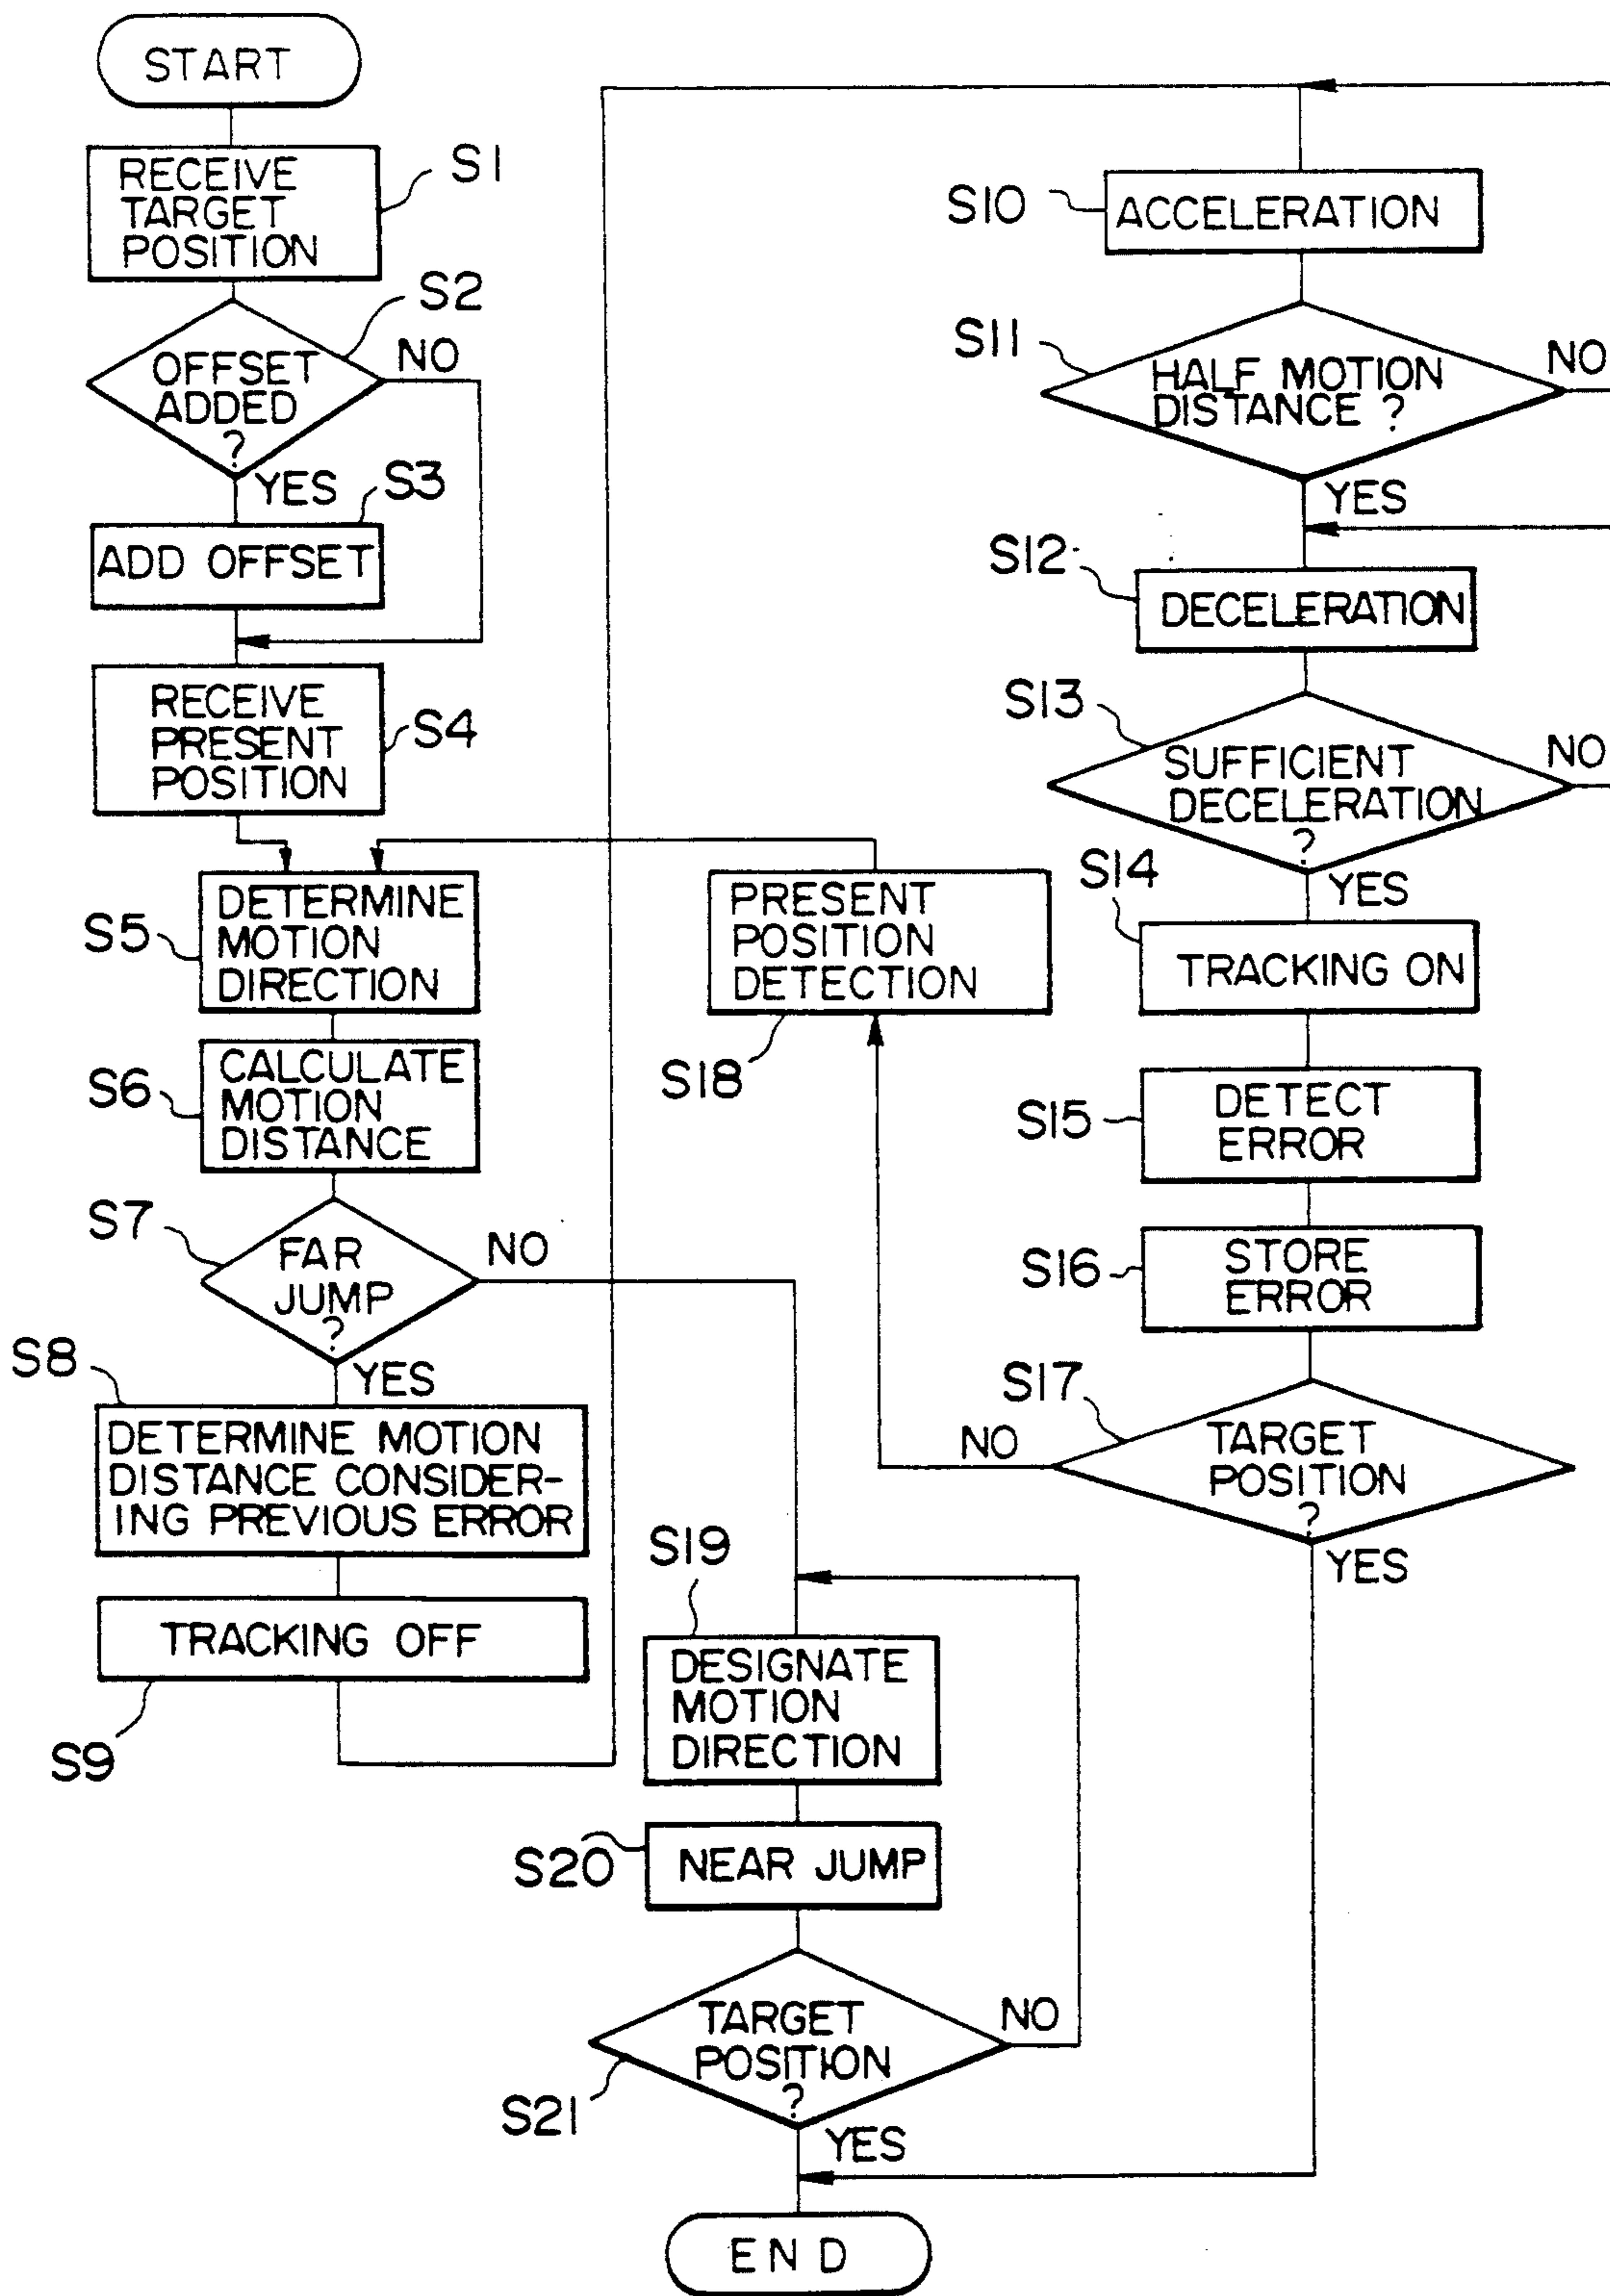 START
RECEIVE
TARGET
POSITION
S1
OFFSET
ADDED
?
S2
NO
YES
ADD OFFSET
S3
RECEIVE
PRESENT
POSITION
S4
DETERMINE
MOTION
DIRECTION
S5
CALCULATE
MOTION
DISTANCE
S6
FAR
JUMP
?
S7
NO
YES
S8
DETERMINE MOTION
DISTANCE CONSIDER-
ING PREVIOUS ERROR
TRACKING OFF
S9
S10
ACCELERATION
S11
HALF MOTION
DISTANCE ?
NO
YES
S12
DECELERATION
S13
SUFFICIENT
DECELERATION
?
NO
YES
S14
TRACKING ON
S15
DETECT
ERROR
S16
STORE
ERROR
S17
TARGET
POSITION
?
NO
YES
PRESENT
POSITION
DETECTION
S18
S19
DESIGNATE
MOTION
DIRECTION
S20
NEAR JUMP
TARGET
POSITION
?
S21
NO
YES
END